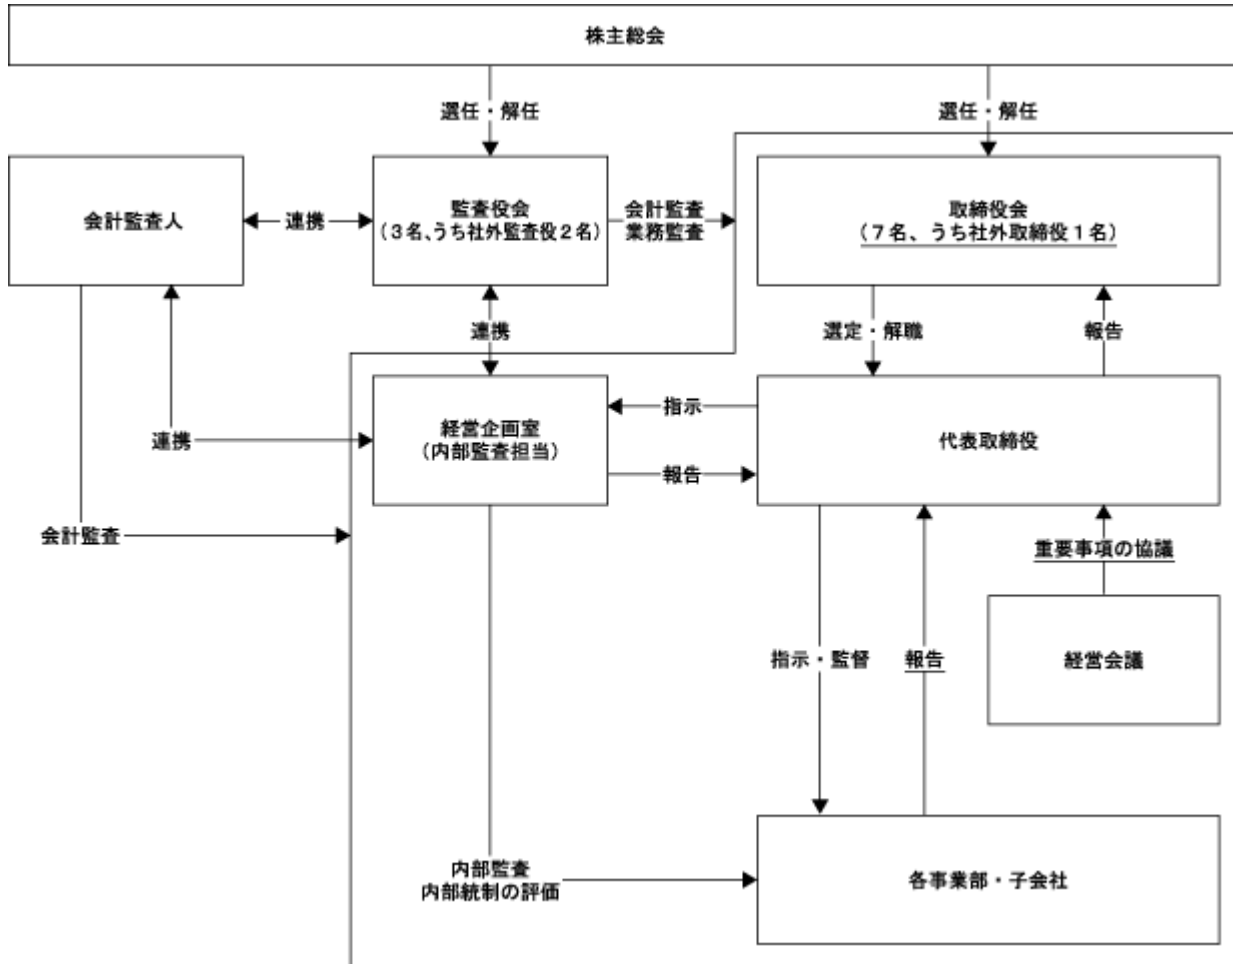 株主総会
選任・解任
選任・解任
会計監査人
連携
監査役会
(３名、うち社外監査役２名)
会計監査
業務監査
取締役会
(７名、うち社外取締役１名)
連携
選定・解職
報告
経営企画室
(内部監査担当)
指示
報告
代表取締役
連携
会計監査
重要事項の協議
経営会議
指示・監督
報告
内部監査
内部統制の評価
各事業部・子会社